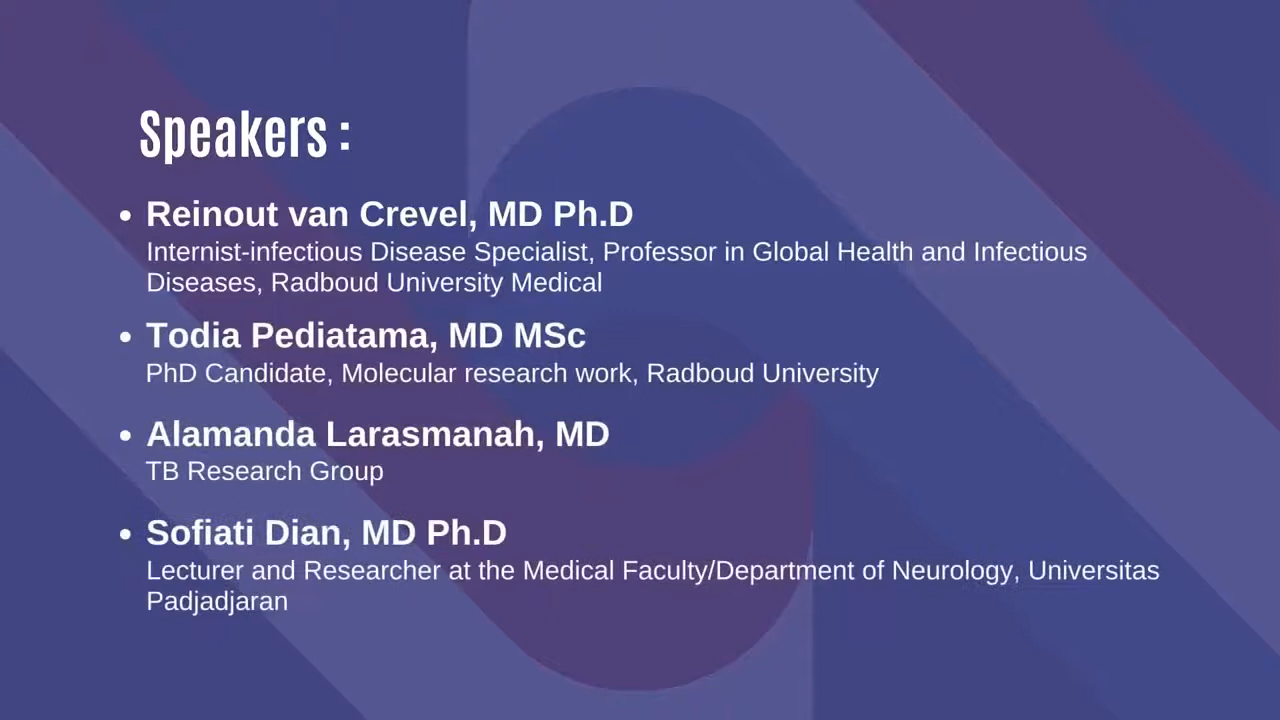 Speakers :
• Reinout van Crevel, MD Ph.D
Internist-infectious Disease Specialist, Professor in Global Health and Infectious
Diseases, Radboud University Medical
• Todia Pediatama, MD MSc
PhD Candidate, Molecular research work, Radboud University
• Alamanda Larasmanah, MD
TB Research Group
• Sofiati Dian, MD Ph.D
Lecturer and Researcher at the Medical Faculty/Department of Neurology, Universitas
Padjadjaran